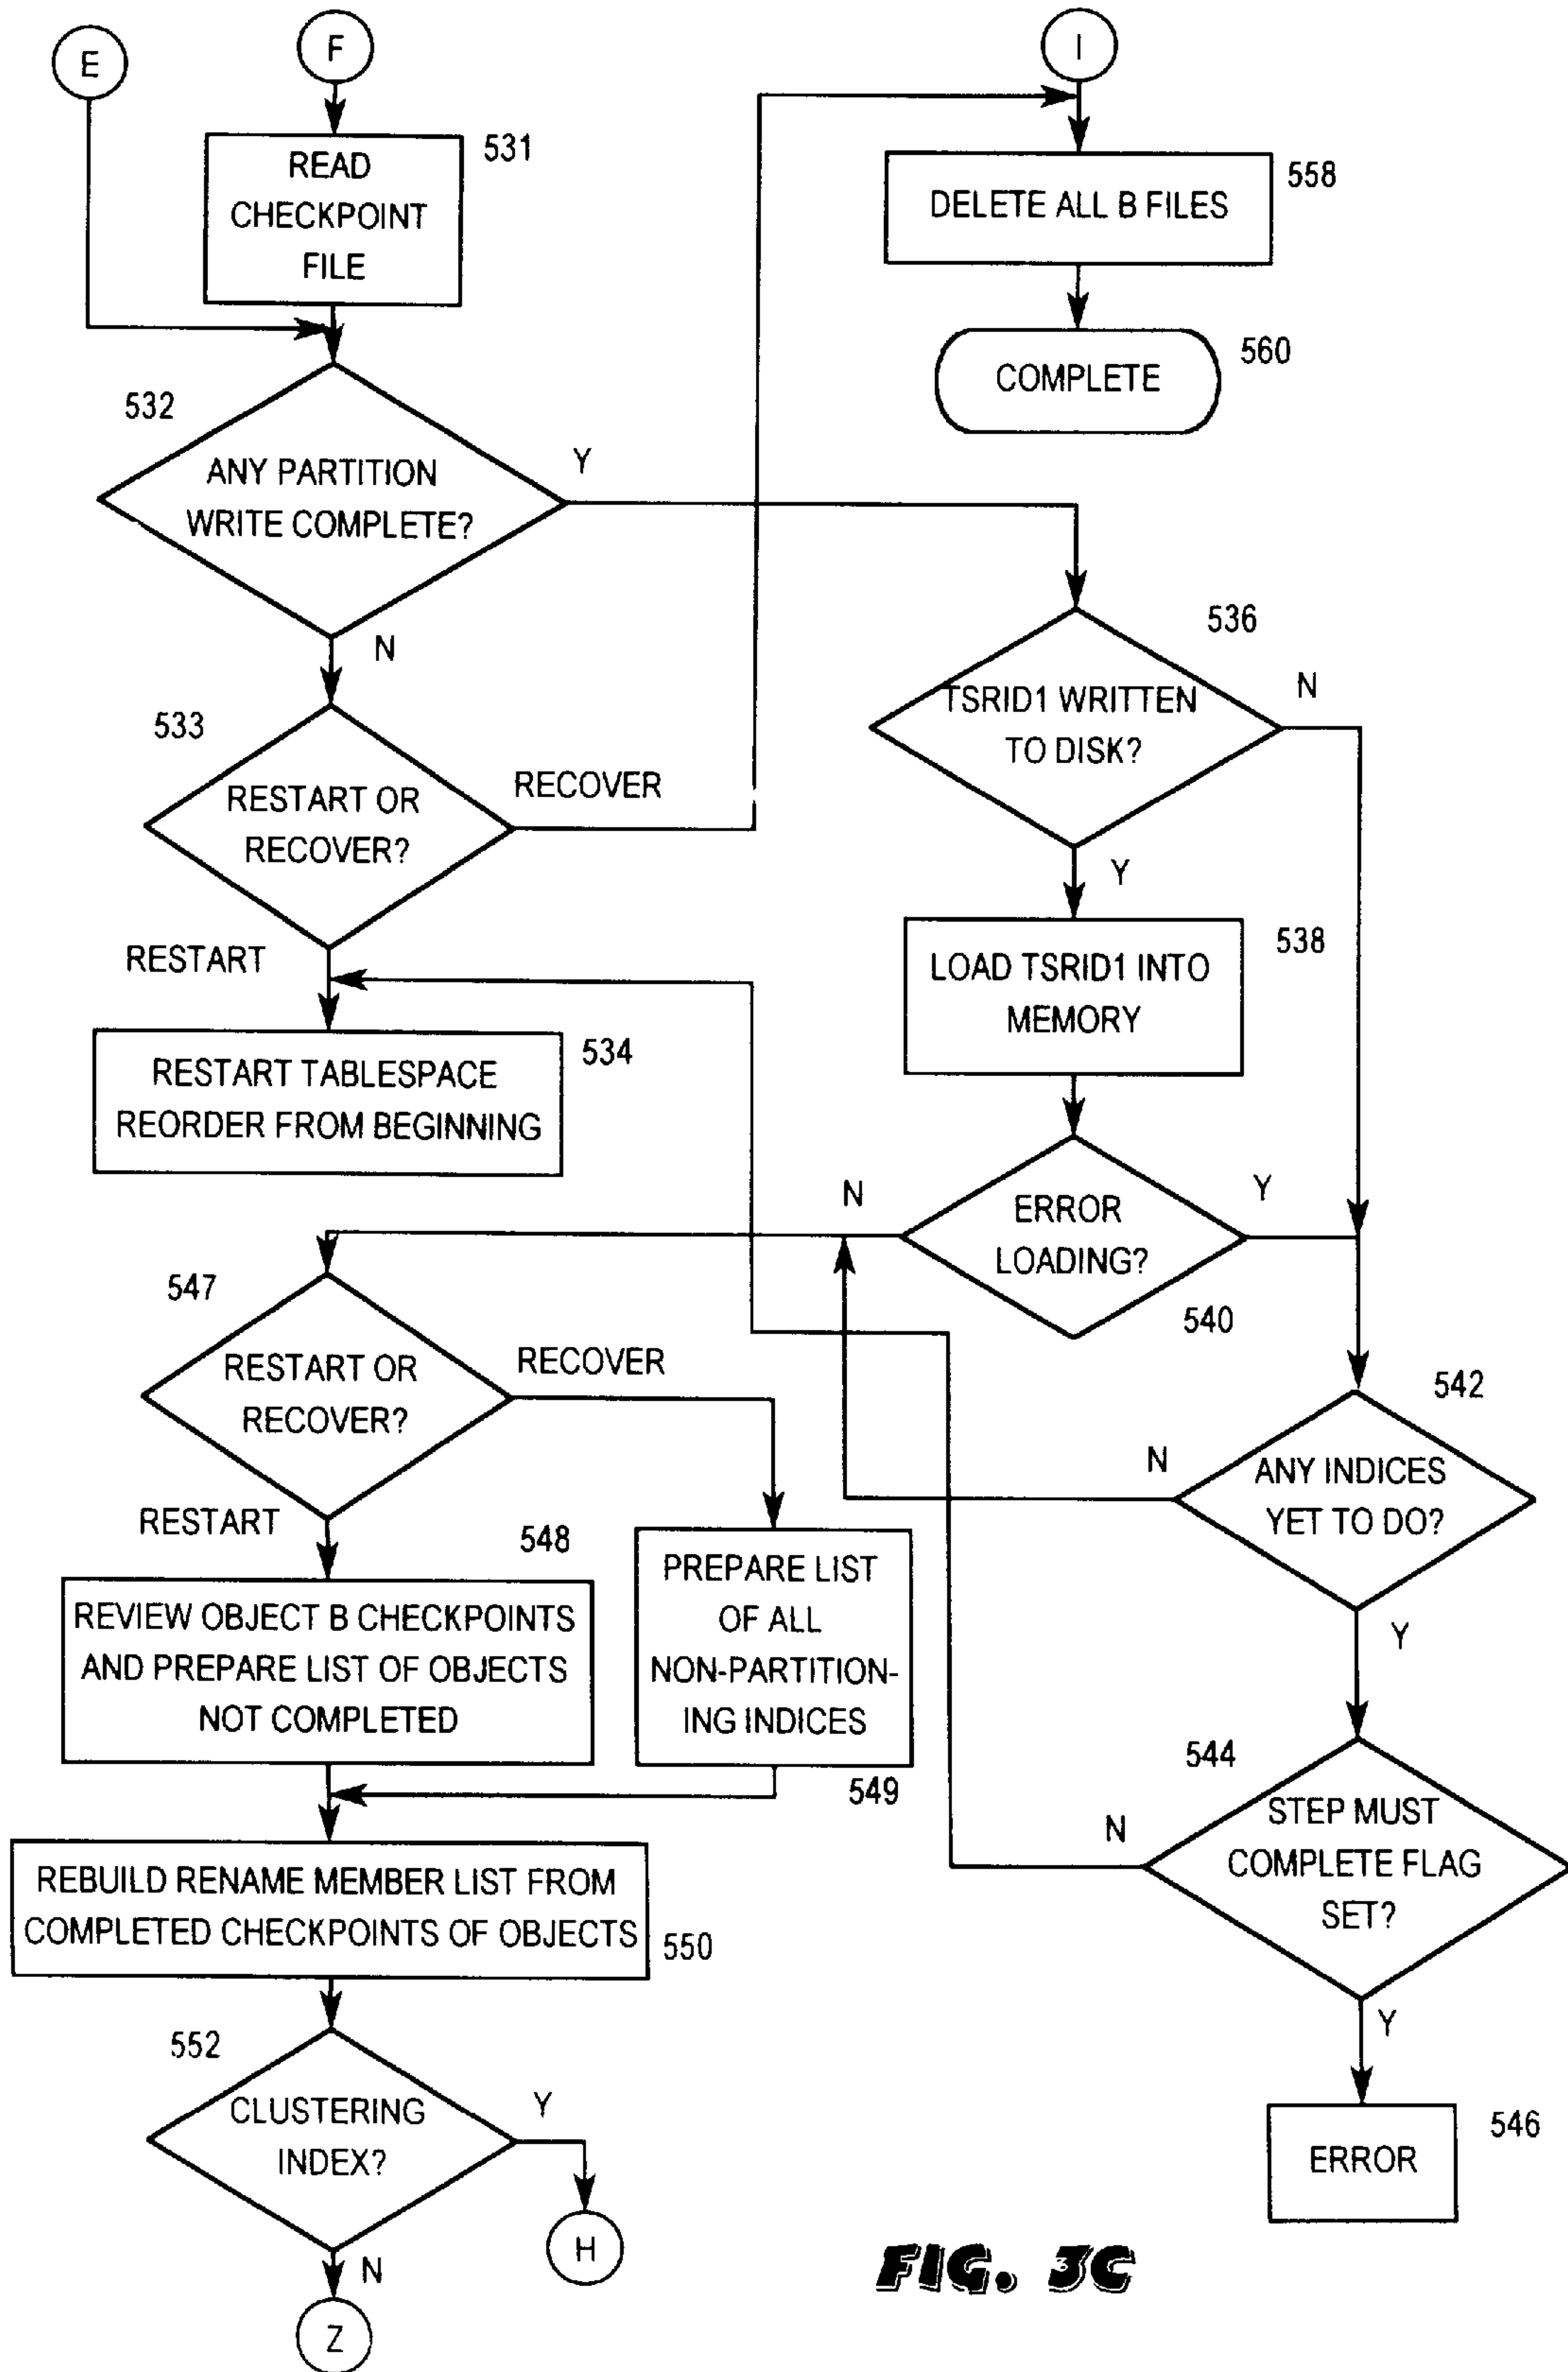 E
F
I
READ
CHECKPOINT
FILE
531
DELETE ALL B FILES
558
COMPLETE
560
532
ANY PARTITION
WRITE COMPLETE?
Y
N
536
TSRID1 WRITTEN
TO DISK?
N
Y
533
RESTART OR
RECOVER?
RECOVER
RESTART
538
LOAD TSRID1 INTO
MEMORY
534
RESTART TABLESPACE
REORDER FROM BEGINNING
N
ERROR
LOADING?
Y
540
547
RESTART OR
RECOVER?
RECOVER
RESTART
542
ANY INDICES
YET TO DO?
N
Y
548
REVIEW OBJECT B CHECKPOINTS
AND PREPARE LIST OF OBJECTS
NOT COMPLETED
PREPARE LIST
OF ALL
NON-PARTITION-
ING INDICES
549
544
STEP MUST
COMPLETE FLAG
SET?
N
Y
REBUILD RENAME MEMBER LIST FROM
COMPLETED CHECKPOINTS OF OBJECTS
550
552
CLUSTERING
INDEX?
Y
N
H
Z
546
ERROR
FIG. 3C